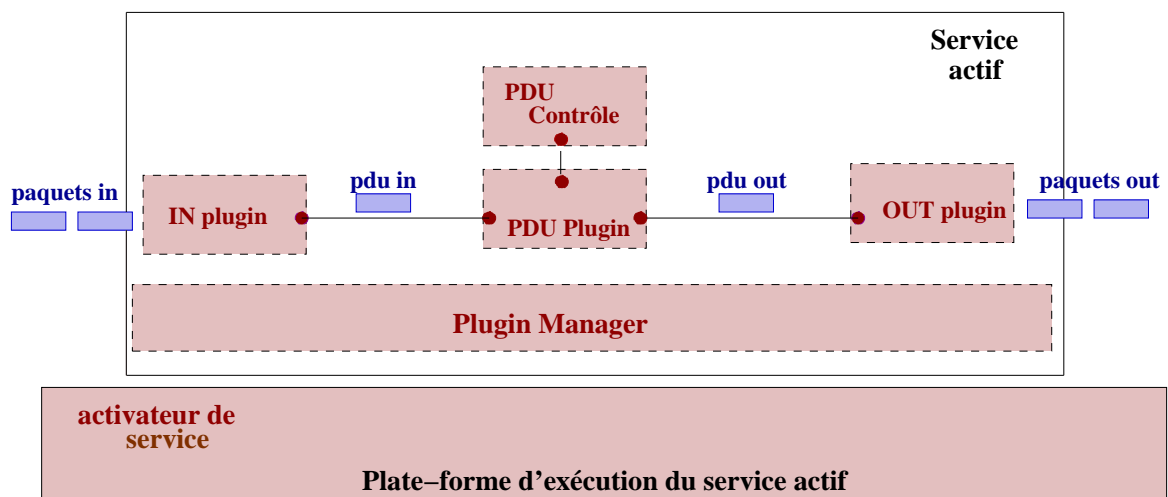 Service
actif
PDU
Contrôle
paquets in
pdu in
pdu out
paquets out
IN plugin
PDU Plugin
OUT plugin
Plugin Manager
activateur de
service
Plate−forme d'exécution du service actif